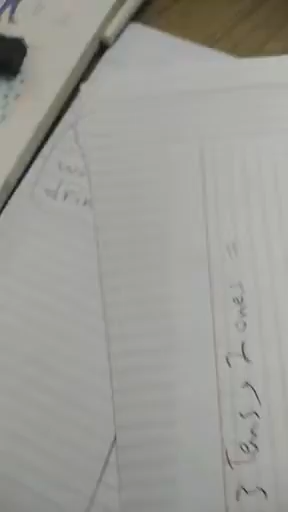 3 Tens, 2 ones =